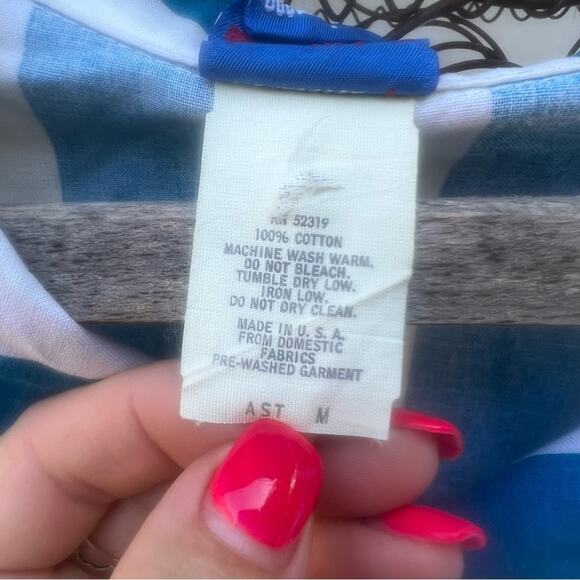 RN 52319
100% COTTON
MACHINE WASH WARM.
DO NOT BLEACH.
TUMBLE DRY LOW.
IRON LOW.
DO NOT DRY CLEAN.
MADE IN U.S.A.
FROM DOMESTIC
FABRICS
PRE-WASHED GARMENT
AST M